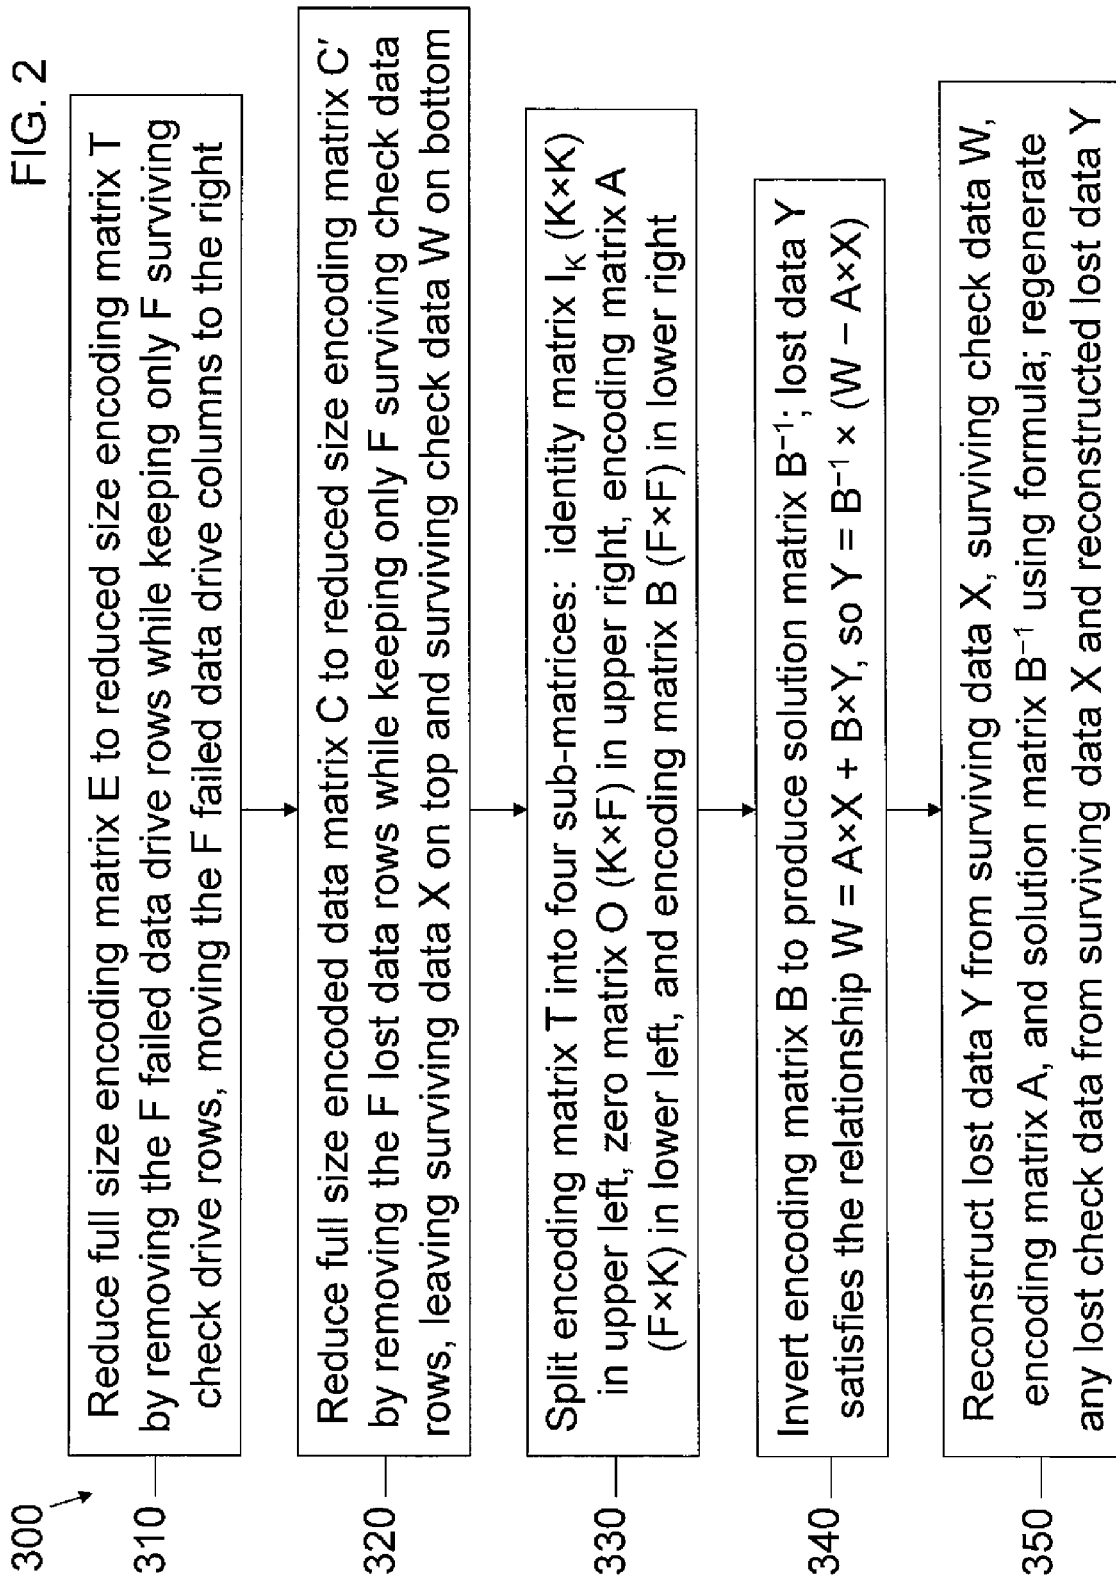 FIG. 2
300
310
Reduce full size encoding matrix E to reduced size encoding matrix T
by removing the F failed data drive rows while keeping only F surviving
check drive rows, moving the F failed data drive columns to the right
320
Reduce full size encoded data matrix C to reduced size encoding matrix C′
by removing the F lost data rows while keeping only F surviving check data
rows, leaving surviving data X on top and surviving check data W on bottom
330
Split encoding matrix T into four sub-matrices: identity matrix I_K (K×K)
in upper left, zero matrix O (K×F) in upper right, encoding matrix A
(F×K) in lower left, and encoding matrix B (F×F) in lower right
340
Invert encoding matrix B to produce solution matrix B⁻¹; lost data Y
satisfies the relationship W = A×X + B×Y, so Y = B⁻¹ × (W – A×X)
350
Reconstruct lost data Y from surviving data X, surviving check data W,
encoding matrix A, and solution matrix B⁻¹ using formula; regenerate
any lost check data from surviving data X and reconstructed lost data Y